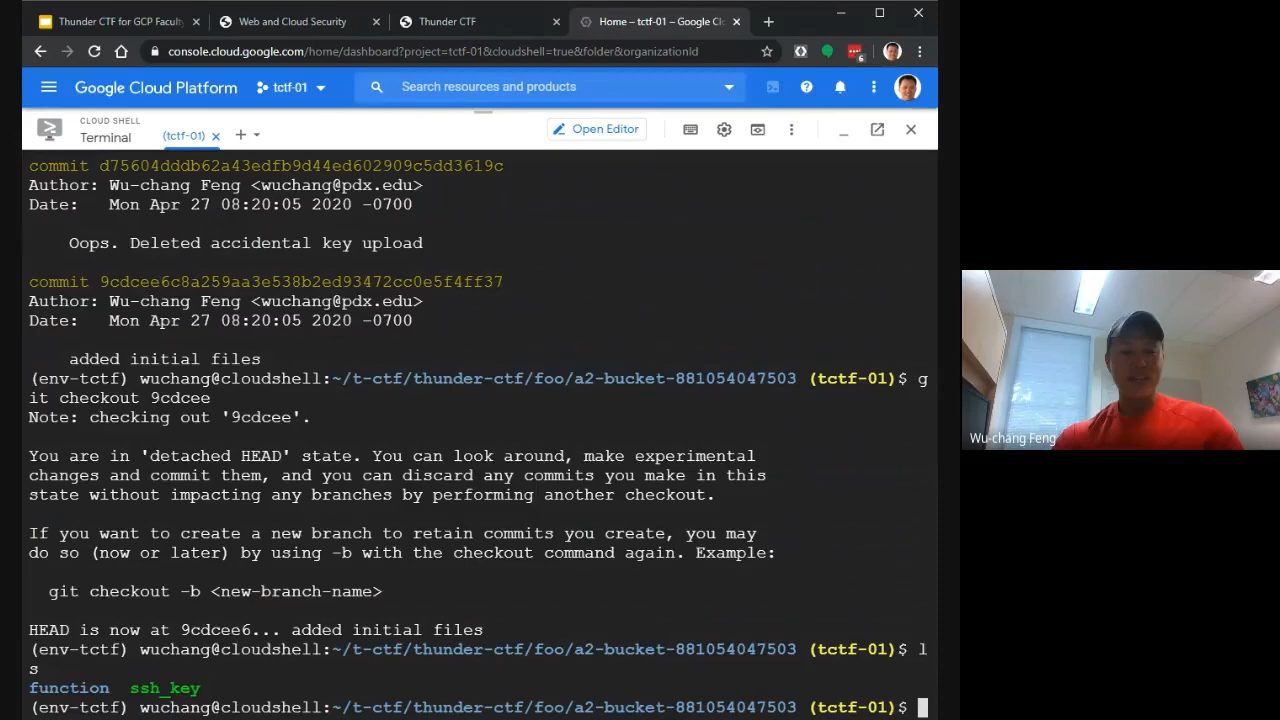 Thunder CTF for GCP Facult
Web and Cloud Security
Thunder CTF
Home – tctf-01 – Google Clo
console.cloud.google.com/home/dashboard?project=tctf-01&cloudshell=true&folder&organizationId
6
Google Cloud Platform
tctf-01
Search resources and products
CLOUD SHELL
Terminal
(tctf-01)
Open Editor
commit d75604dddb62a43edfb9d44ed602909c5dd3619c
Author: Wu-chang Feng <wuchang@pdx.edu>
Date:   Mon Apr 27 08:20:05 2020 -0700
Oops. Deleted accidental key upload
commit 9cdcee6c8a259aa3e538b2ed93472cc0e5f4ff37
Author: Wu-chang Feng <wuchang@pdx.edu>
Date:   Mon Apr 27 08:20:05 2020 -0700
added initial files
(env-tctf) wuchang@cloudshell:~/t-ctf/thunder-ctf/foo/a2-bucket-881054047503 (tctf-01)$ g
it checkout 9cdcee
Note: checking out '9cdcee'.
You are in 'detached HEAD' state. You can look around, make experimental
changes and commit them, and you can discard any commits you make in this
state without impacting any branches by performing another checkout.
If you want to create a new branch to retain commits you create, you may
do so (now or later) by using -b with the checkout command again. Example:
git checkout -b <new-branch-name>
HEAD is now at 9cdcee6... added initial files
(env-tctf) wuchang@cloudshell:~/t-ctf/thunder-ctf/foo/a2-bucket-881054047503 (tctf-01)$ l
s
function  ssh_key
(env-tctf) wuchang@cloudshell:~/t-ctf/thunder-ctf/foo/a2-bucket-881054047503 (tctf-01)$
Wu-chang Feng